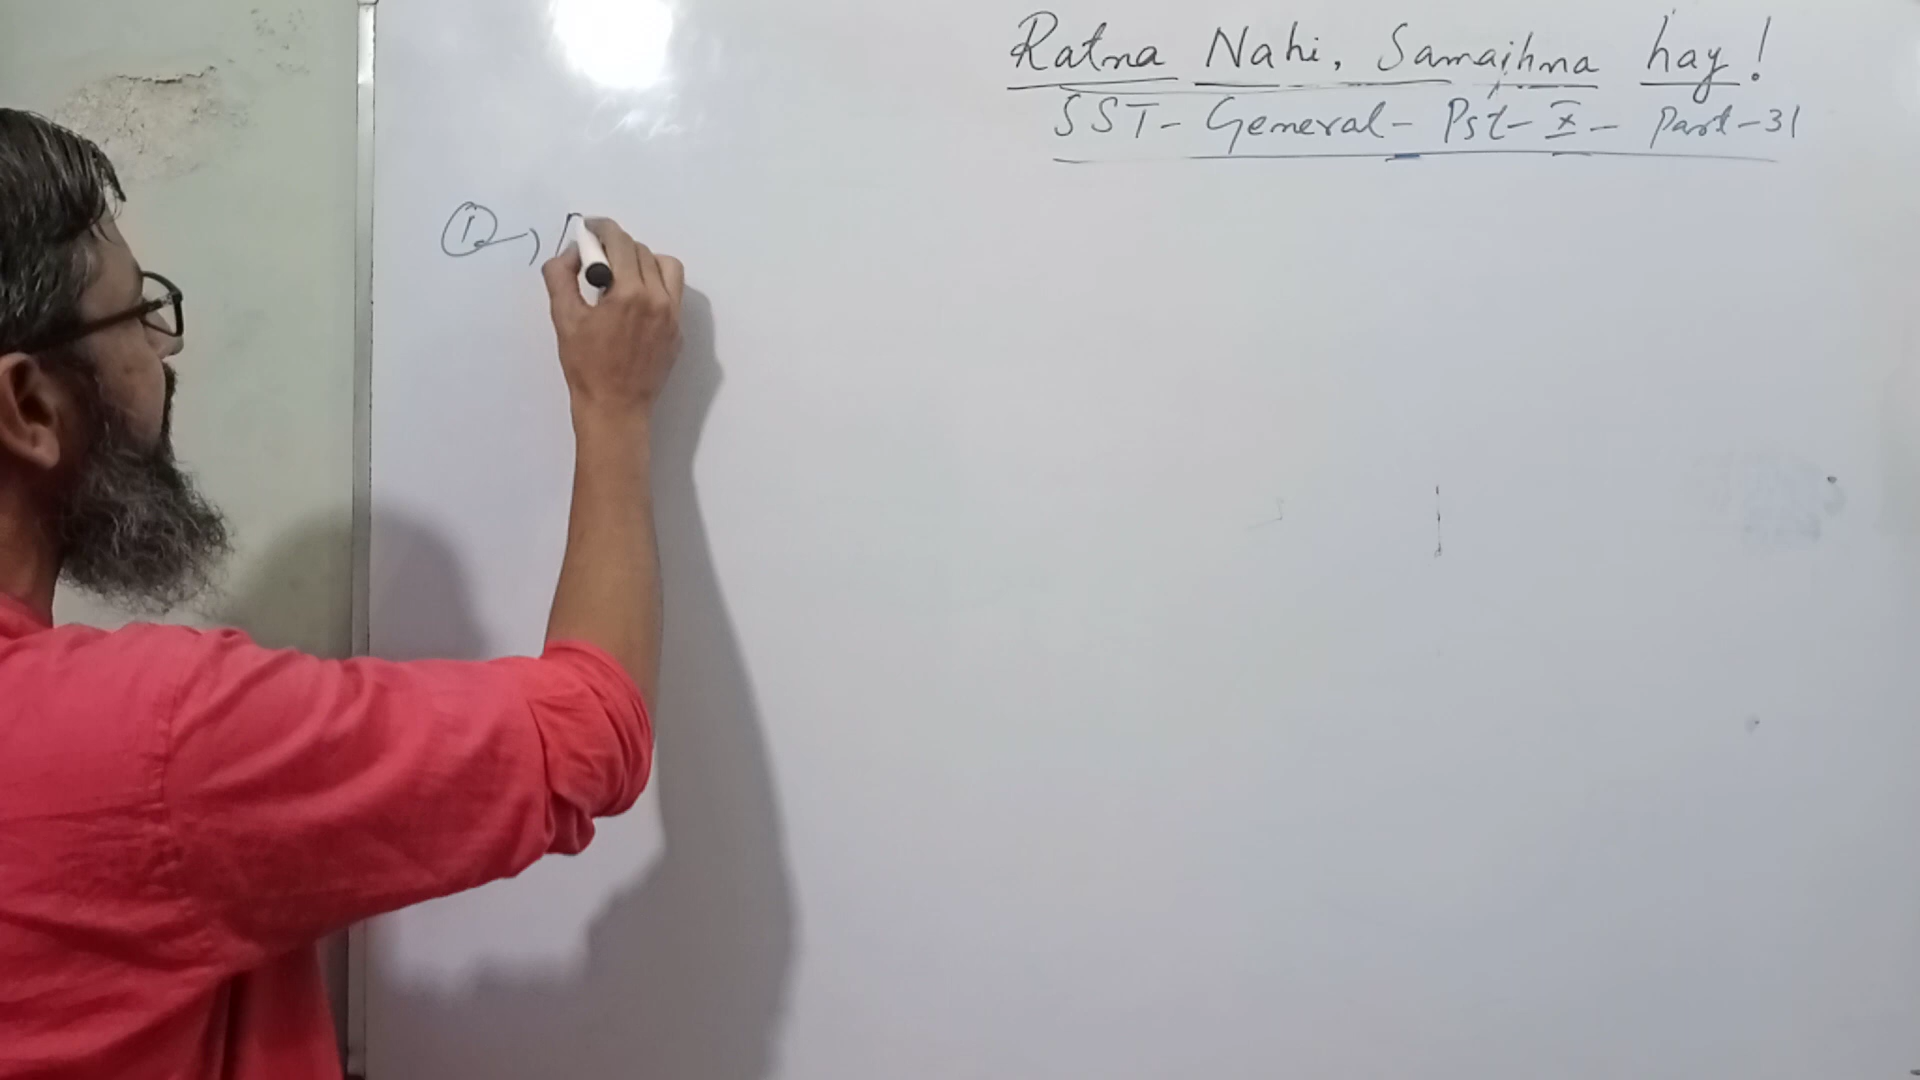 Ratna Nahi, Samajhna hay!
SST- General- Pst- X - Part-31
① →